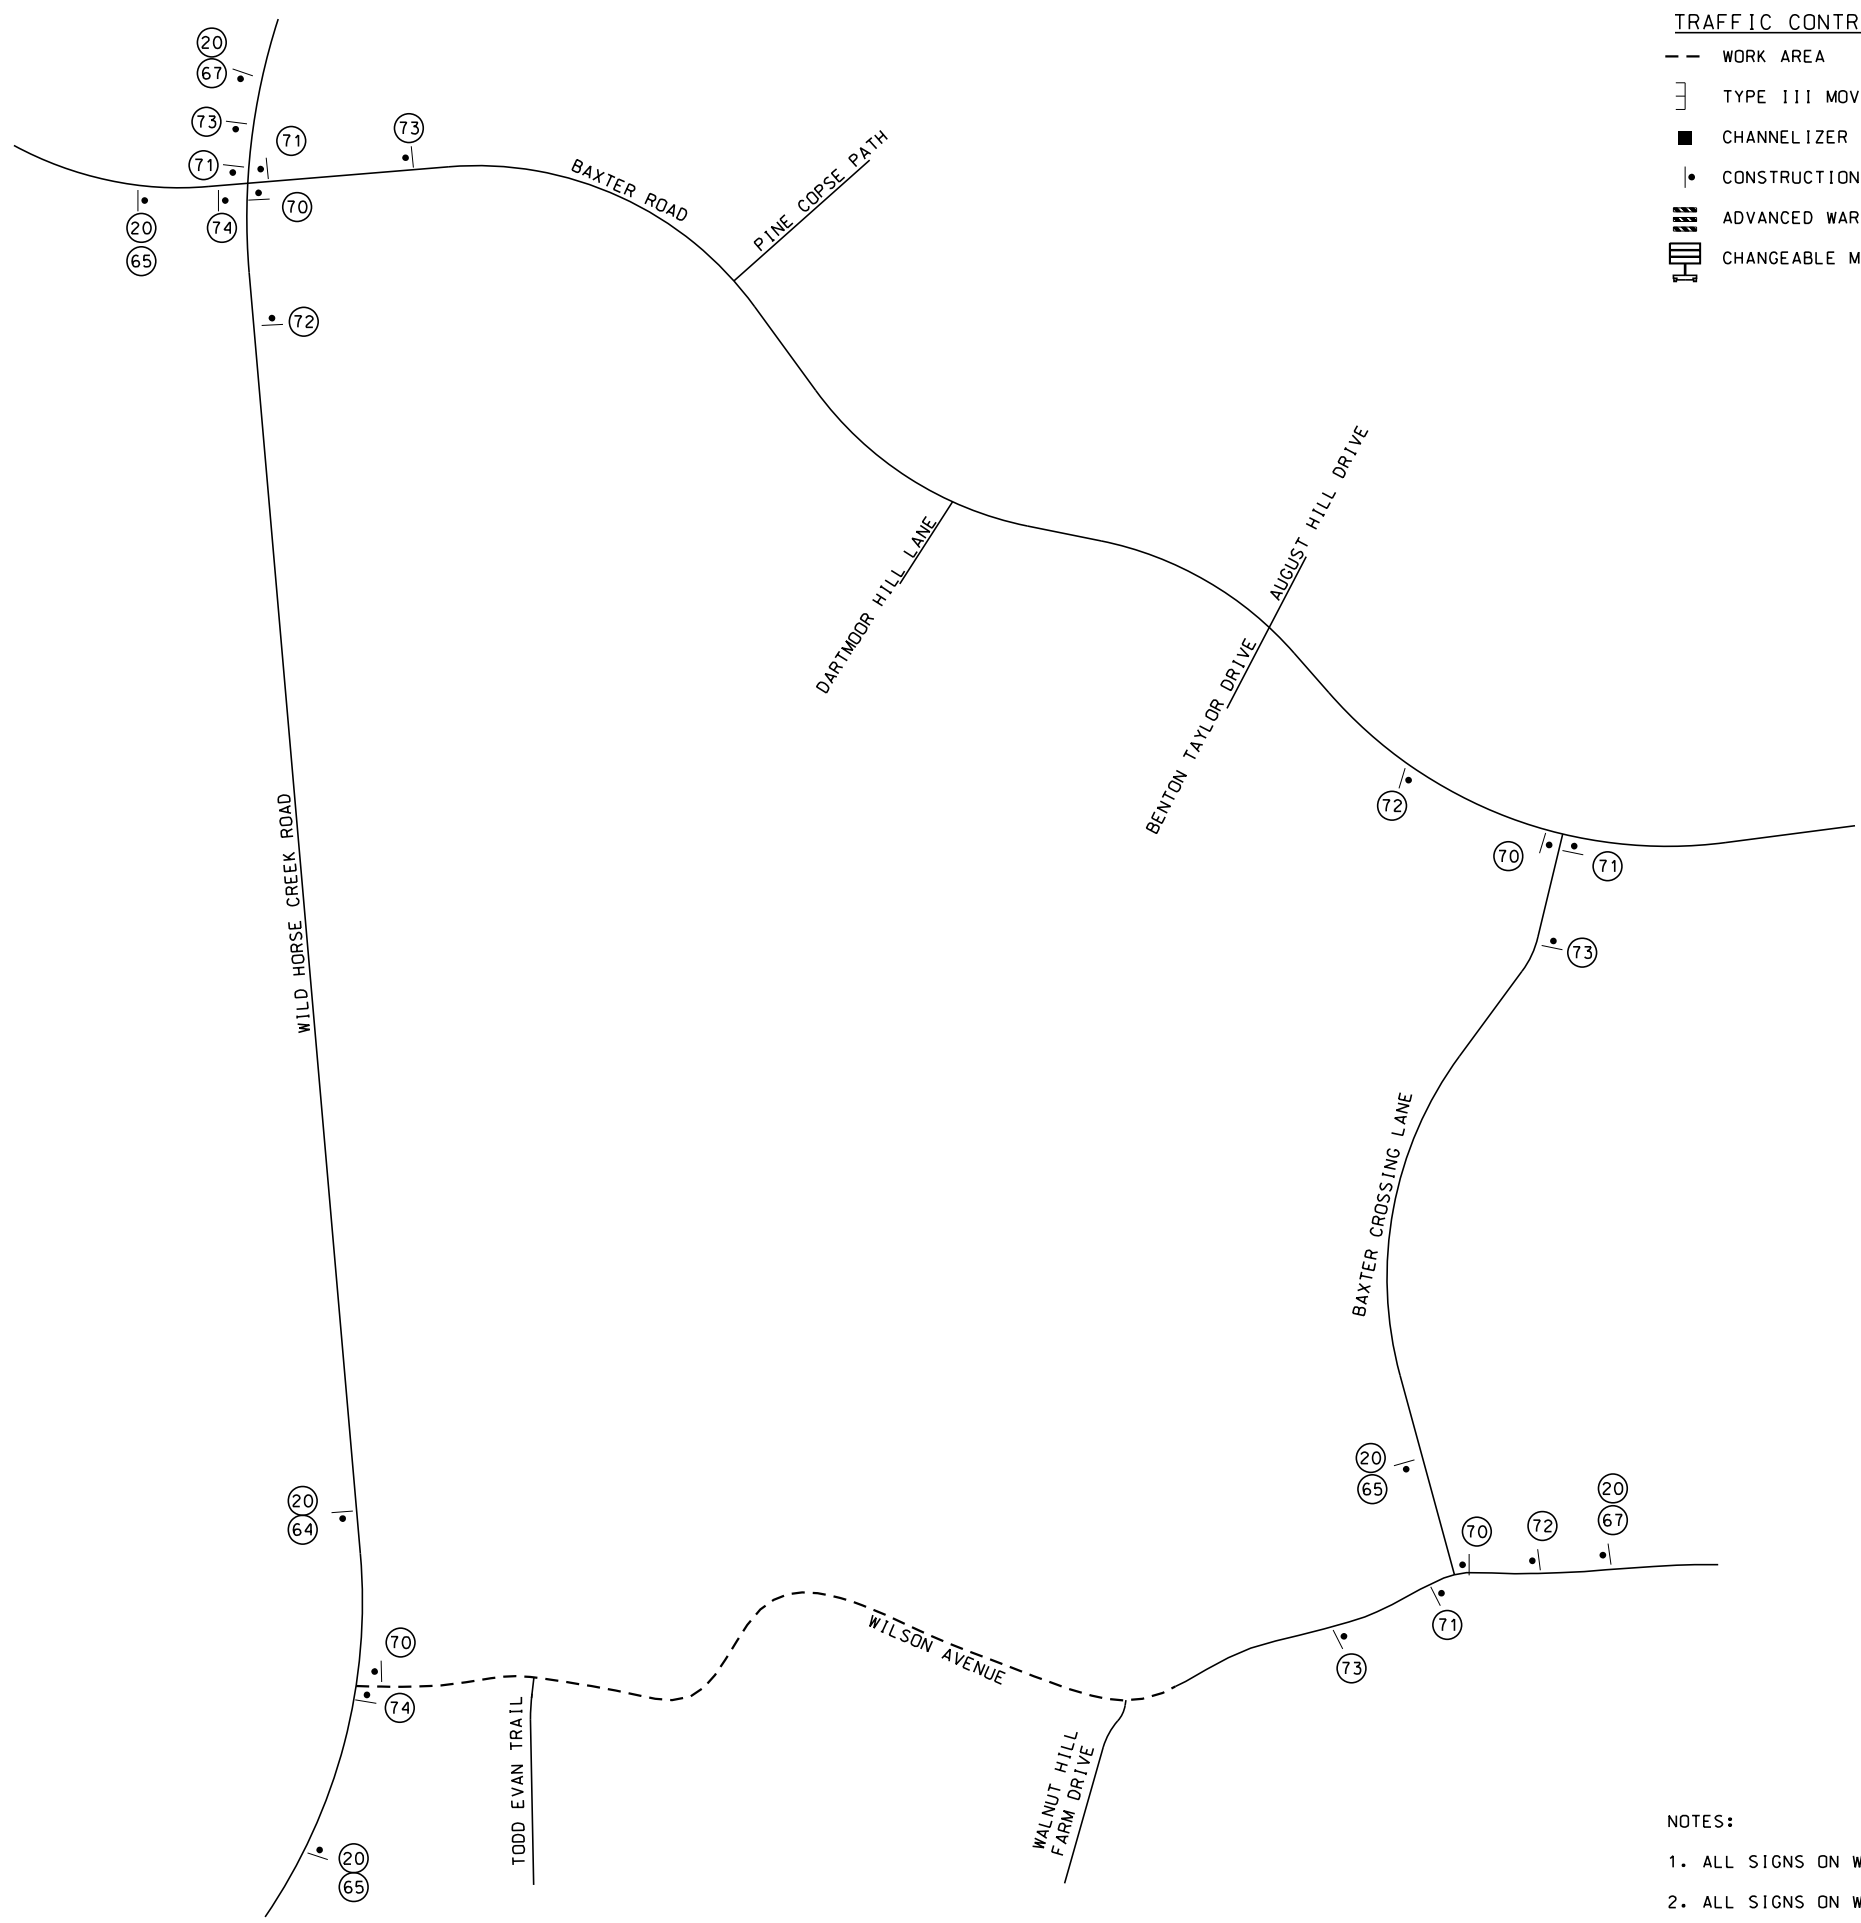 TRAFFIC CONTR
WORK AREA
TYPE III MOV
CHANNELIZER
CONSTRUCTION
ADVANCED WAR
CHANGEABLE M
20
67
73
71
71
73
20
65
74
70
72
BAXTER ROAD
PINE COPSE PATH
DARTMOOR HILL LANE
AUGUST HILL DRIVE
BENTON TAYLOR DRIVE
72
70
71
73
WILD HORSE CREEK ROAD
BAXTER CROSSING LANE
20
65
20
67
72
70
71
73
20
64
70
74
WILSON AVENUE
TODD EVAN TRAIL
WALNUT HILL
FARM DRIVE
20
65
NOTES:
1. ALL SIGNS ON W
2. ALL SIGNS ON W